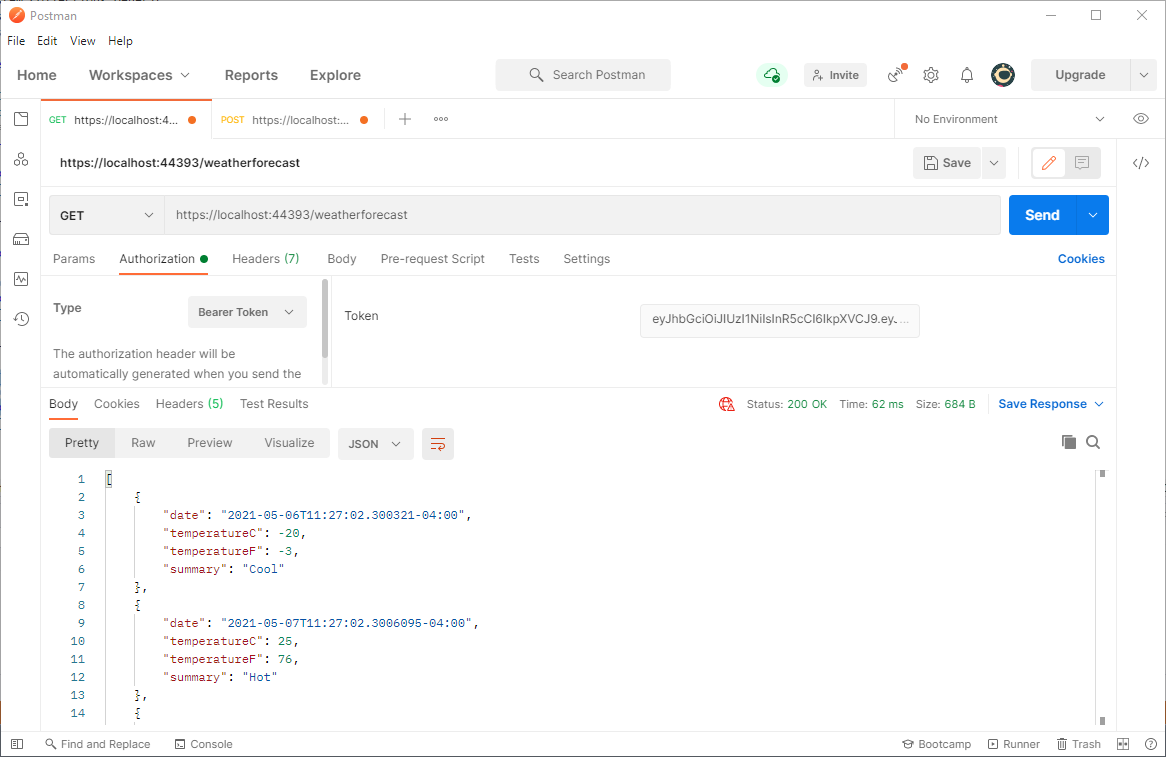 Postman
File Edit View Help
Home Workspaces Reports Explore Search Postman Invite Upgrade
GET https://localhost:4... POST https://localhost:... No Environment
https://localhost:44393/weatherforecast Save
GET https://localhost:44393/weatherforecast Send
Params Authorization Headers (7) Body Pre-request Script Tests Settings Cookies
Type Bearer Token Token eyJhbGciOiJIUzI1NiIsInR5cCI6IkpXVCJ9.ey...
The authorization header will be
automatically generated when you send the
Body Cookies Headers (5) Test Results Status: 200 OK Time: 62 ms Size: 684 B Save Response
Pretty Raw Preview Visualize JSON
1 [
2 {
3 "date": "2021-05-06T11:27:02.300321-04:00",
4 "temperatureC": -20,
5 "temperatureF": -3,
6 "summary": "Cool"
7 },
8 {
9 "date": "2021-05-07T11:27:02.3006095-04:00",
10 "temperatureC": 25,
11 "temperatureF": 76,
12 "summary": "Hot"
13 },
14 {
Find and Replace Console Bootcamp Runner Trash